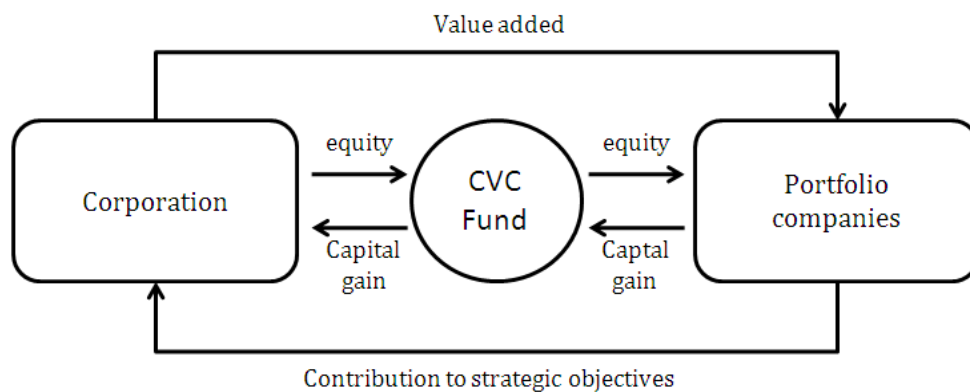 Value added
equity
equity
Corporation
CVC
Fund
Portfolio
companies
Capital
gain
Captal
gain
Contribution to strategic objectives